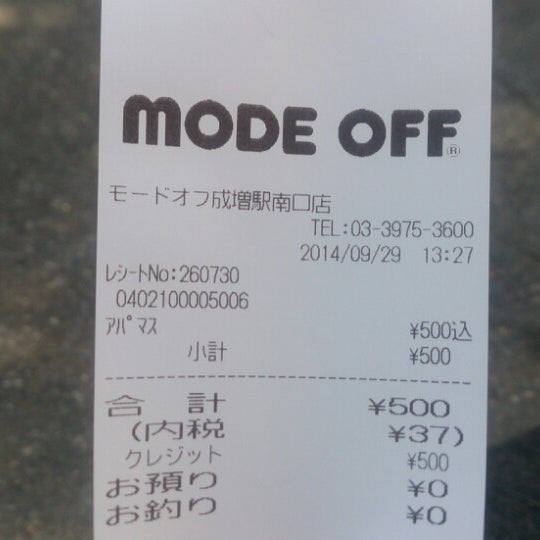 MODE OFF®
モードオフ成増駅南口店
TEL:03-3975-3600
2014/09/29 13:27
ﾚｼｰﾄNo:260730
0402100005006
ｱﾊﾟﾏｽ ¥500込
小計 ¥500
合 計 ¥500
(内税 ¥37)
クレジット ¥500
お預り ¥0
お釣り ¥0